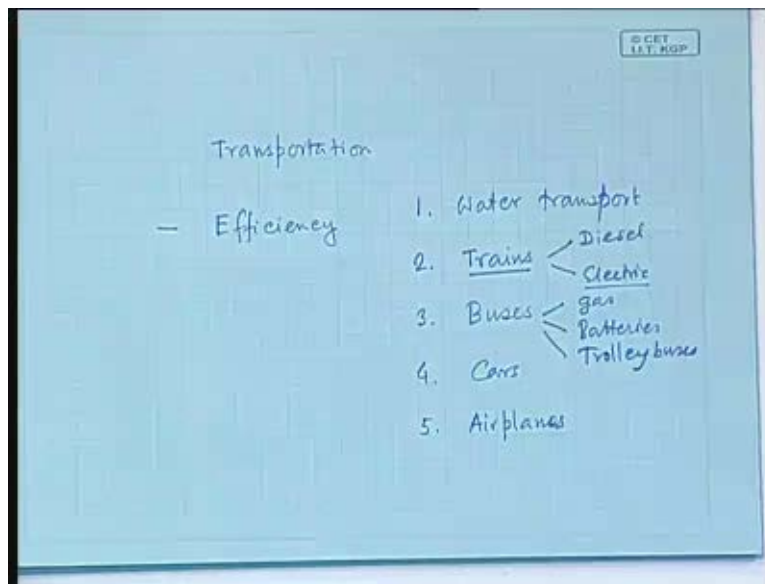 © CET
I.I.T. KGP
Transportation
- Efficiency
1. Water transport
2. Trains
Diesel
Electric
3. Buses
gas
Batteries
Trolley buses
4. Cars
5. Airplanes